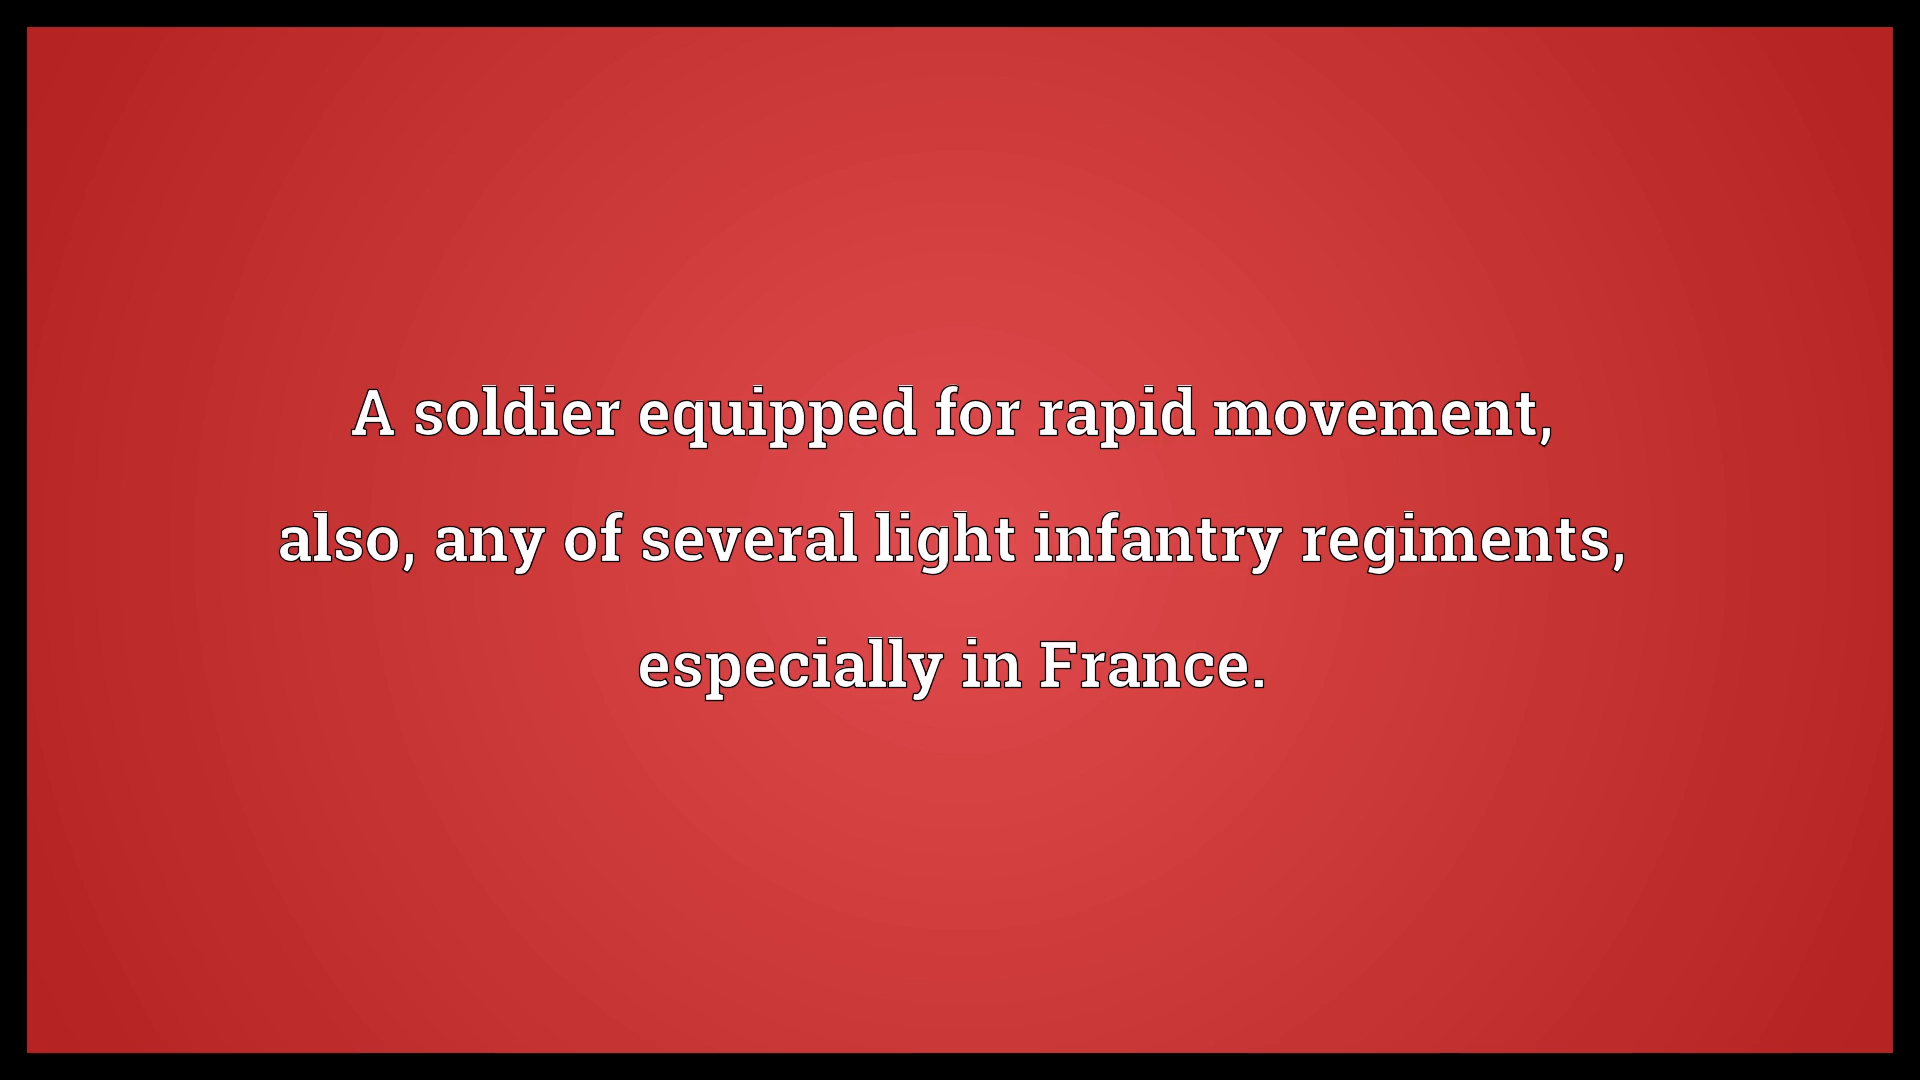 A soldier equipped for rapid movement,
also, any of several light infantry regiments,
especially in France.